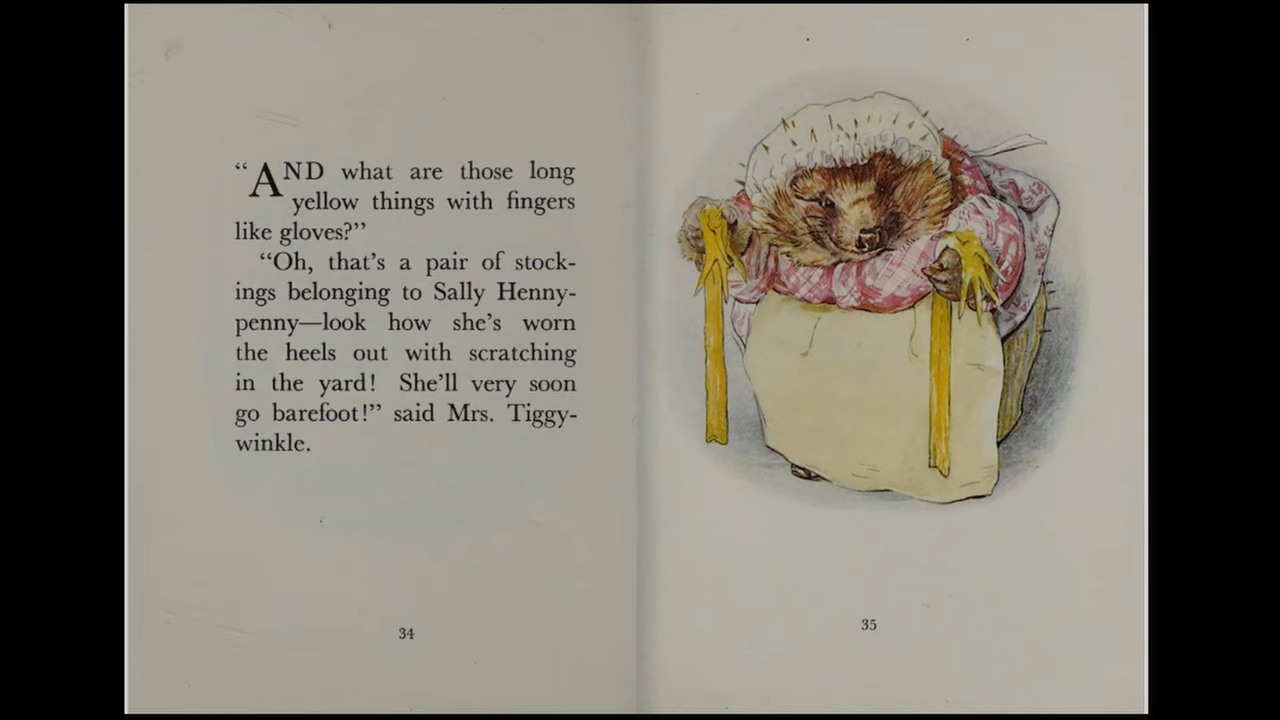 “AND what are those long
yellow things with fingers
like gloves?”
“Oh, that’s a pair of stock-
ings belonging to Sally Henny-
penny—look how she’s worn
the heels out with scratching
in the yard! She’ll very soon
go barefoot!” said Mrs. Tiggy-
winkle.
34
35